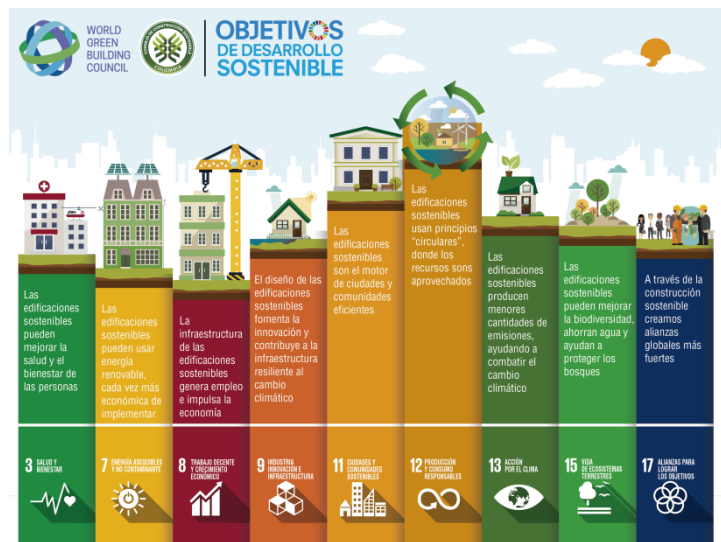 WORLD
GREEN
BUILDING
COUNCIL
CONSEJO COLOMBIANO DE CONSTRUCCIÓN SOSTENIBLE
OBJETIVOS
DE DESARROLLO
SOSTENIBLE
Las
edificaciones
sostenibles
pueden
mejorar la
salud y el
bienestar de
las personas
Las
edificaciones
sostenibles
pueden usar
energía
renovable,
cada vez más
económica de
implementar
La
infraestructura
de las
edificaciones
sostenibles
genera empleo
e impulsa la
economía
El diseño de las
edificaciones
sostenibles
fomenta la
innovación y
contribuye a la
infraestructura
resiliente al
cambio
climático
Las
edificaciones
sostenibles
son el motor
de ciudades y
comunidades
eficientes
Las
edificaciones
sostenibles
usan principios
“circulares”,
donde los
recursos sons
aprovechados
Las
edificaciones
sostenibles
producen
menores
cantidades de
emisiones,
ayudando a
combatir el
cambio
climático
Las
edificaciones
sostenibles
pueden mejorar
la biodiversidad,
ahorran agua y
ayudan a
proteger los
bosques
A través de la
construcción
sostenible
creamos
alianzas
globales más
fuertes
3 SALUD Y
BIENESTAR
7 ENERGÍA ASEQUIBLES
Y NO CONTAMINANTE
8 TRABAJO DECENTE
Y CRECIMIENTO
ECONÓMICO
9 INDUSTRIA
INNOVACIÓN E
INFRAESTRUCTURA
11 CIUDADES Y
COMUNIDADES
SOSTENIBLES
12 PRODUCCIÓN
Y CONSUMO
RESPONSABLES
13 ACCIÓN
POR EL CLIMA
15 VIDA
DE ECOSISTEMAS
TERRESTRES
17 ALIANZAS PARA
LOGRAR
LOS OBJETIVOS